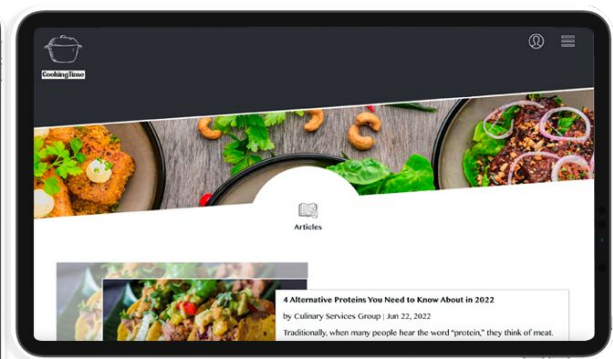 CookingTime
Articles
4 Alternative Proteins You Need to Know About in 2022
by Culinary Services Group | Jun 22, 2022
Traditionally, when many people hear the word “protein,” they think of meat.